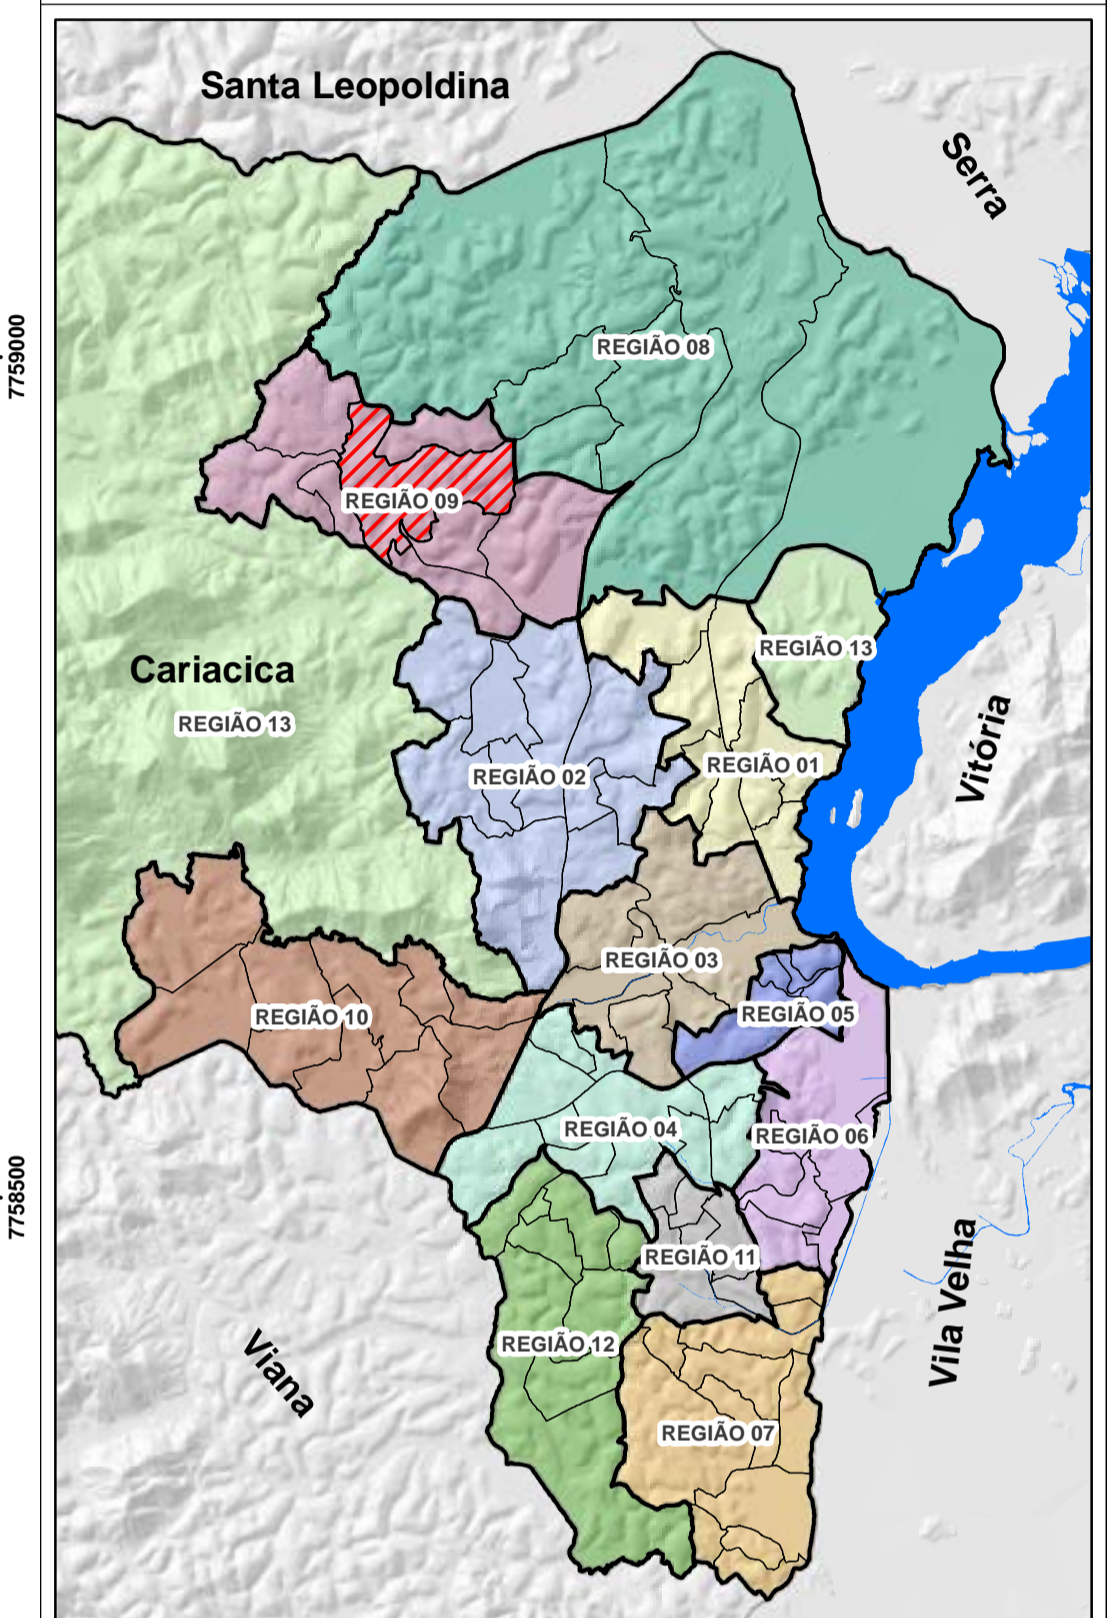 Santa Leopoldina
Serra
7759000
REGIÃO 08
REGIÃO 09
REGIÃO 13
Cariacica
REGIÃO 13
Vitória
REGIÃO 01
REGIÃO 02
REGIÃO 03
REGIÃO 10
REGIÃO 05
REGIÃO 04
REGIÃO 06
7758500
REGIÃO 11
Vila Velha
REGIÃO 12
Viana
REGIÃO 07